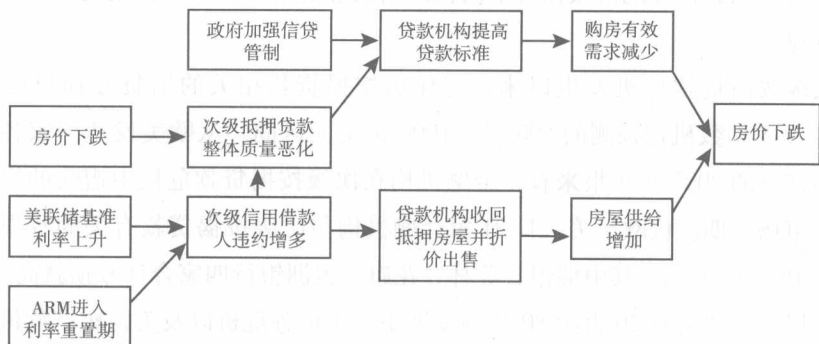 政府加强信贷
管制
贷款机构提高
贷款标准
购房有效
需求减少
房价下跌
次级抵押贷款
整体质量恶化
房价下跌
美联储基准
利率上升
次级信用借款
人违约增多
贷款机构收回
抵押房屋并折
价出售
房屋供给
增加
ARM进入
利率重置期